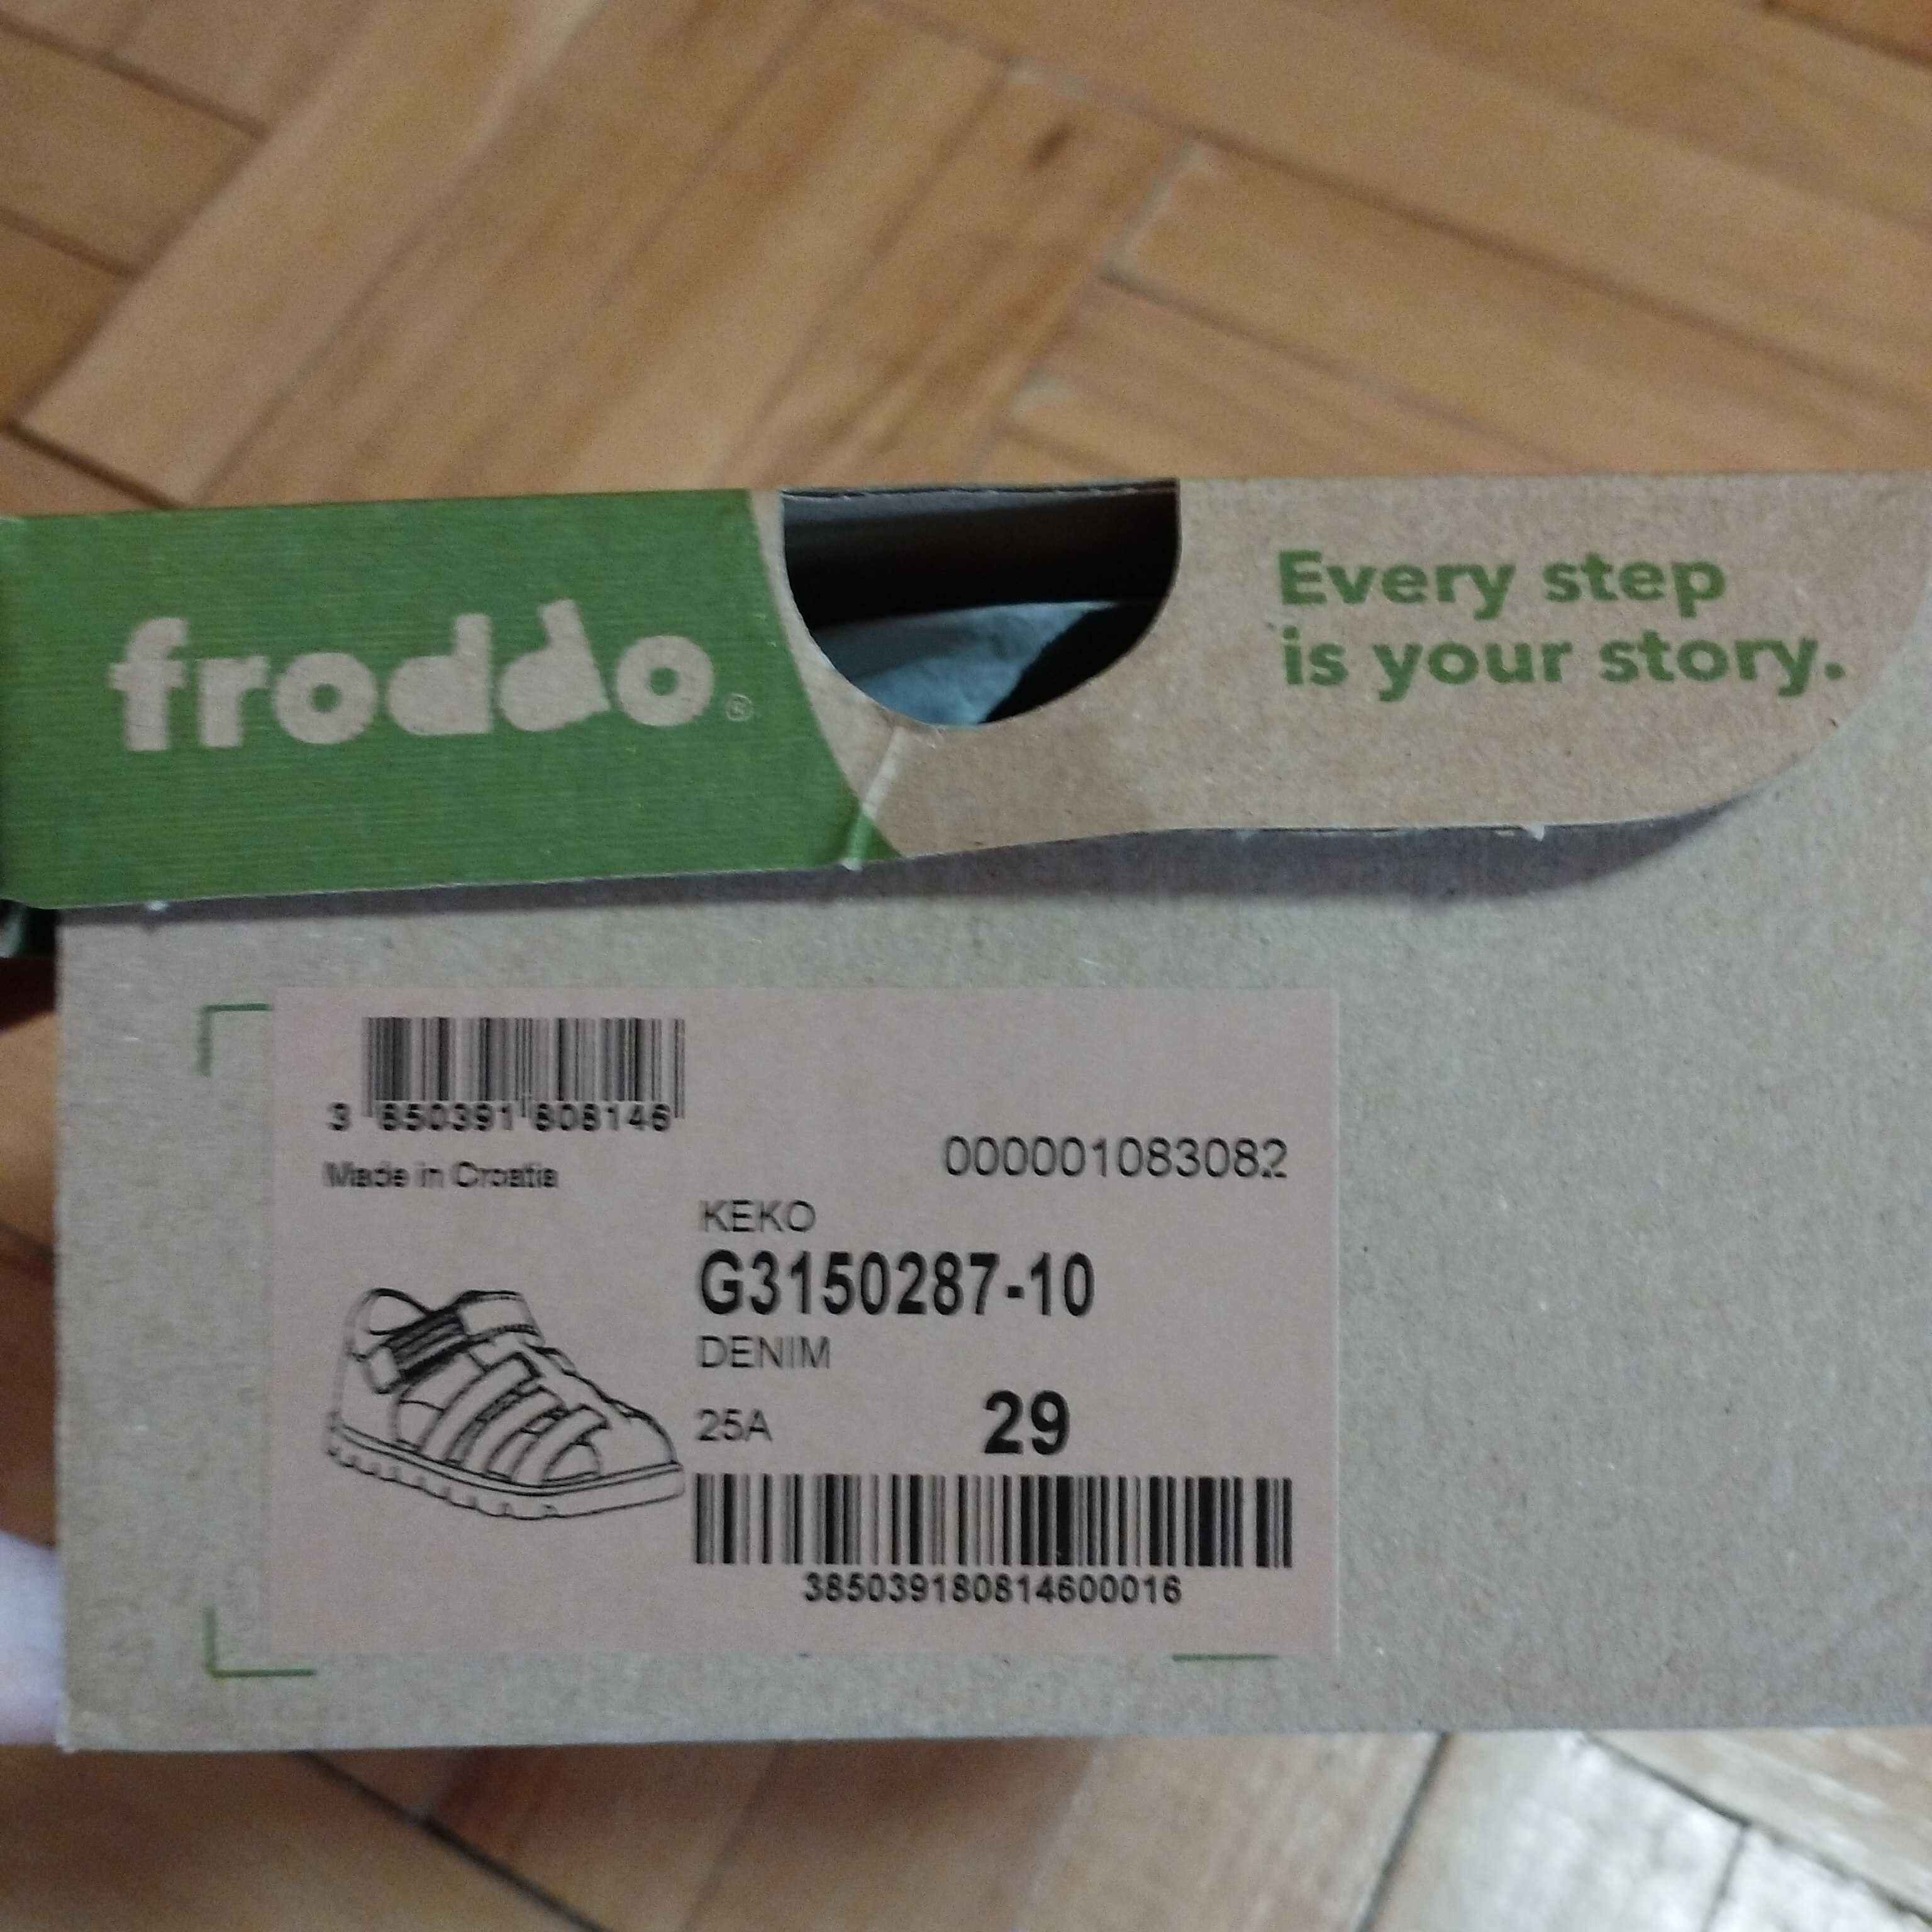 froddo®
Every step
is your story.
3 850391 808146
Made in Croatia
000001083082
KEKO
G3150287-10
DENIM
25A 29
385039180814600016